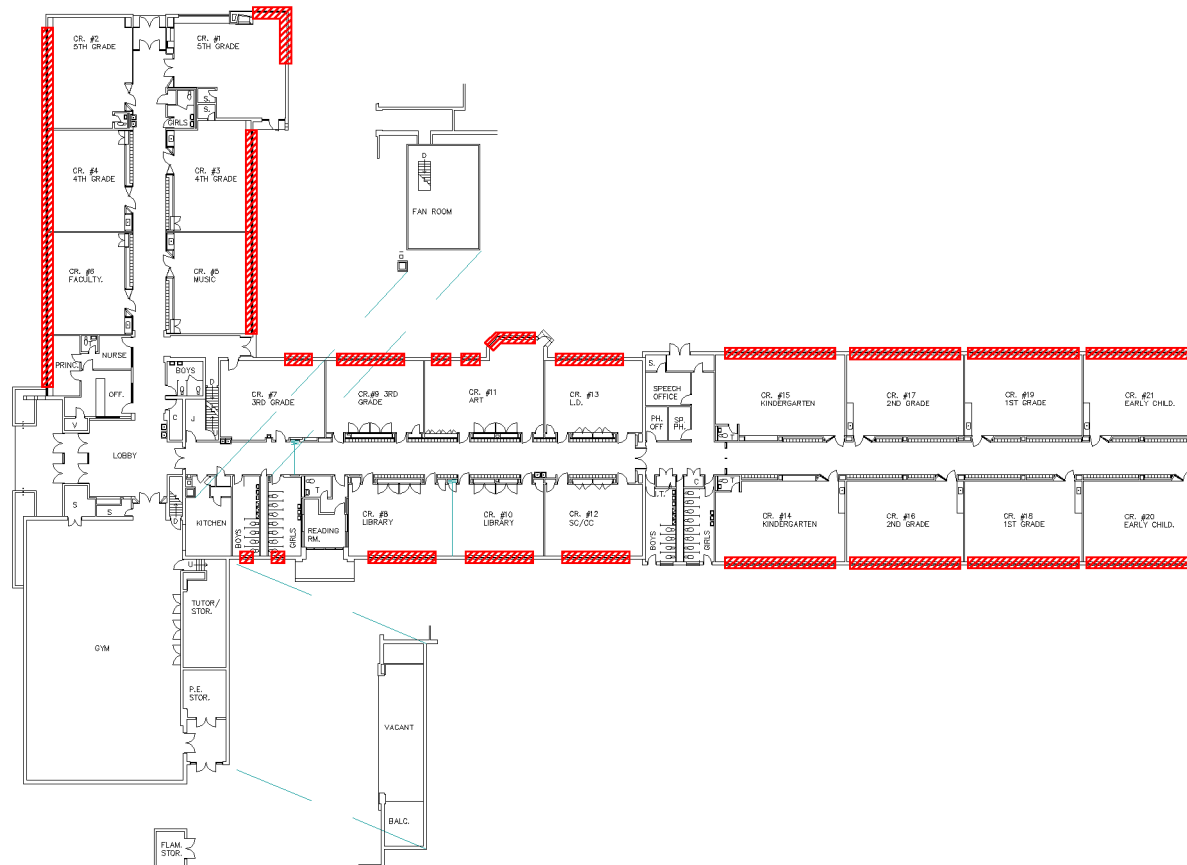 D
CR. #2
5TH GRADE
CR. #1
5TH GRADE
S.
S.
GIRLS
CR. #4
4TH GRADE
CR. #3
4TH GRADE
D
FAN ROOM
CR. #6
FACULTY.
CR. #5
MUSIC
PRINC.
NURSE
OFF.
BOYS
D
V
C
J
LOBBY
CR. #7
3RD GRADE
CR. #9 3RD
GRADE
CR. #11
ART
CR. #13
L.D.
S.
SPEECH
OFFICE
PH.
OFF
SP.
PH.
CR. #15
KINDERGARTEN
CR. #17
2ND GRADE
CR. #19
1ST GRADE
CR. #21
EARLY CHILD.
S
S
D
KITCHEN
BOYS
GIRLS
T
READING
RM.
CR. #8
LIBRARY
CR. #10
LIBRARY
CR. #12
SC/CC
T.
C
BOYS
GIRLS
CR. #14
KINDERGARTEN
CR. #16
2ND GRADE
CR. #18
1ST GRADE
CR. #20
EARLY CHILD.
U
TUTOR/
STOR.
GYM
P.E.
STOR.
VACANT
BALC.
FLAM.
STOR.